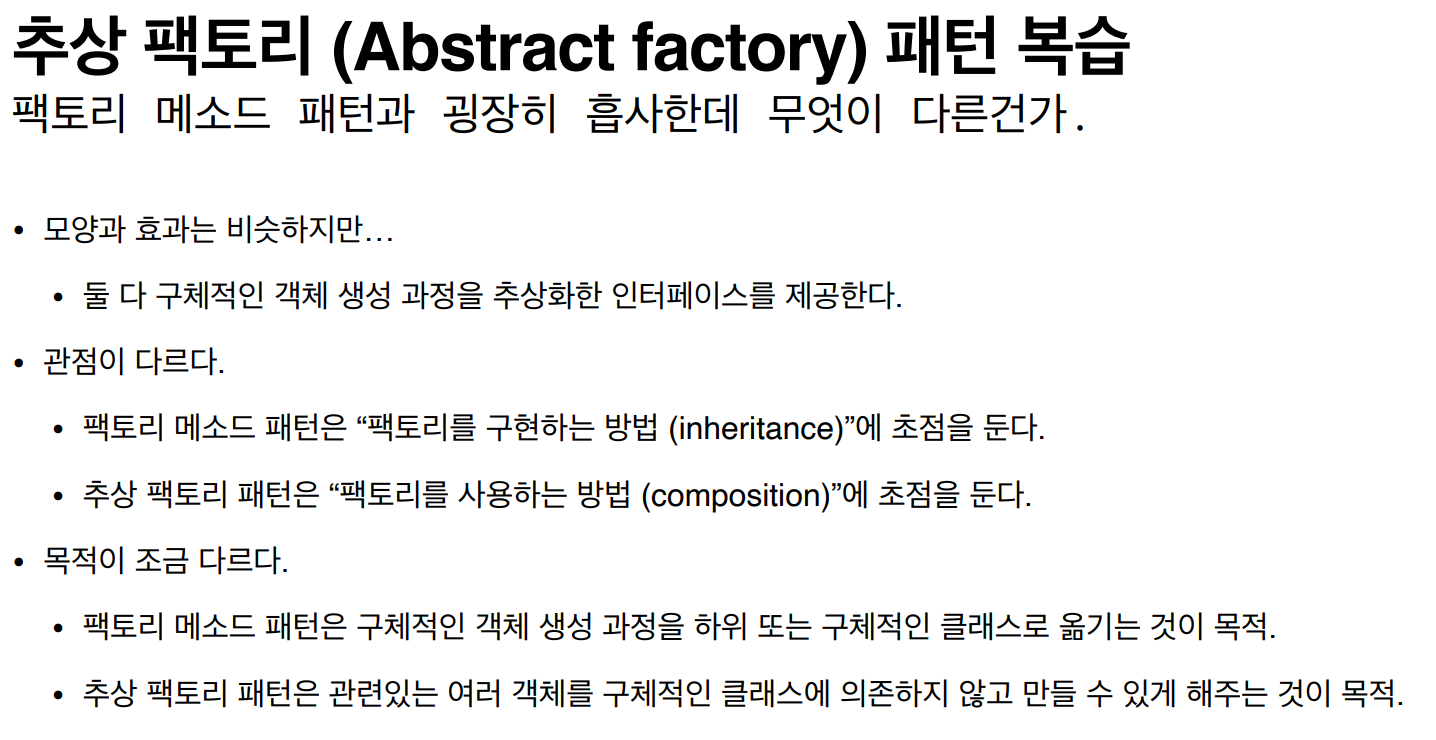 추상 팩토리 (Abstract factory) 패턴 복습
팩토리 메소드 패턴과 굉장히 흡사한데 무엇이 다른건가.
• 모양과 효과는 비슷하지만…
• 둘 다 구체적인 객체 생성 과정을 추상화한 인터페이스를 제공한다.
• 관점이 다르다.
• 팩토리 메소드 패턴은 “팩토리를 구현하는 방법 (inheritance)”에 초점을 둔다.
• 추상 팩토리 패턴은 “팩토리를 사용하는 방법 (composition)”에 초점을 둔다.
• 목적이 조금 다르다.
• 팩토리 메소드 패턴은 구체적인 객체 생성 과정을 하위 또는 구체적인 클래스로 옮기는 것이 목적.
• 추상 팩토리 패턴은 관련있는 여러 객체를 구체적인 클래스에 의존하지 않고 만들 수 있게 해주는 것이 목적.